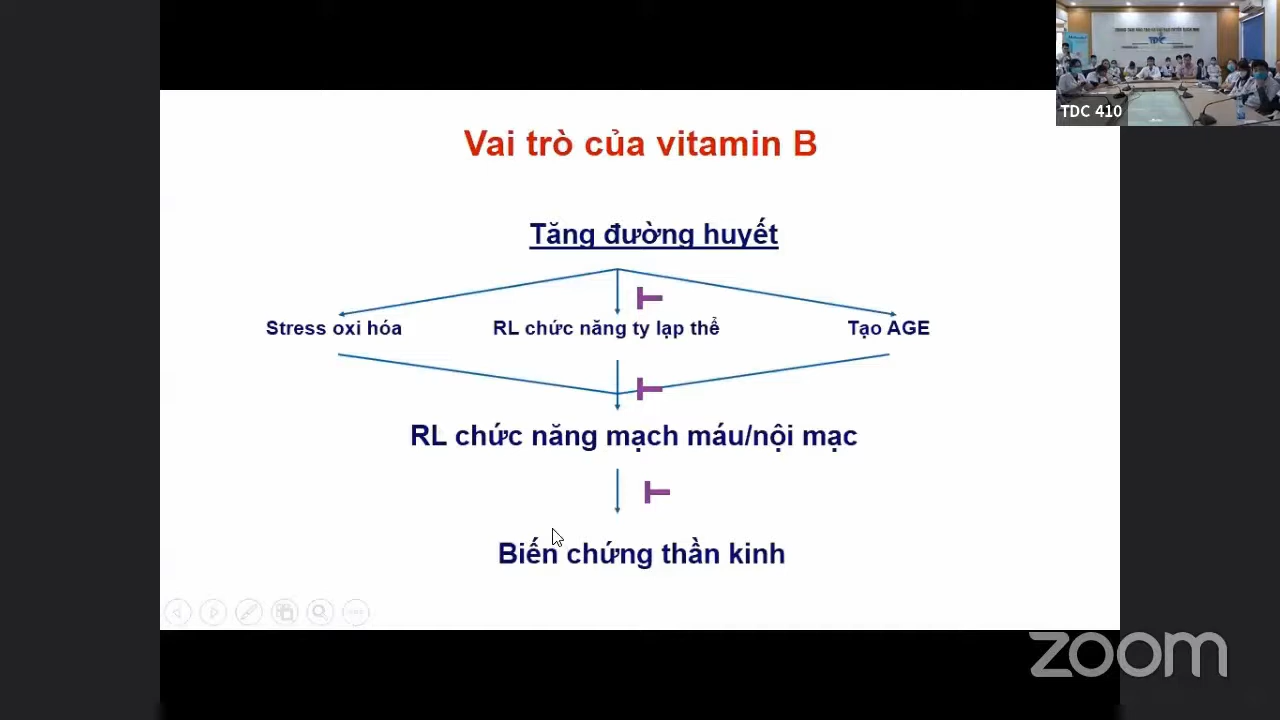 TDC
TDC 410
Vai trò của vitamin B
Tăng đường huyết
Stress oxi hóa
RL chức năng ty lạp thể
Tạo AGE
RL chức năng mạch máu/nội mạc
Biến chứng thần kinh
zoom